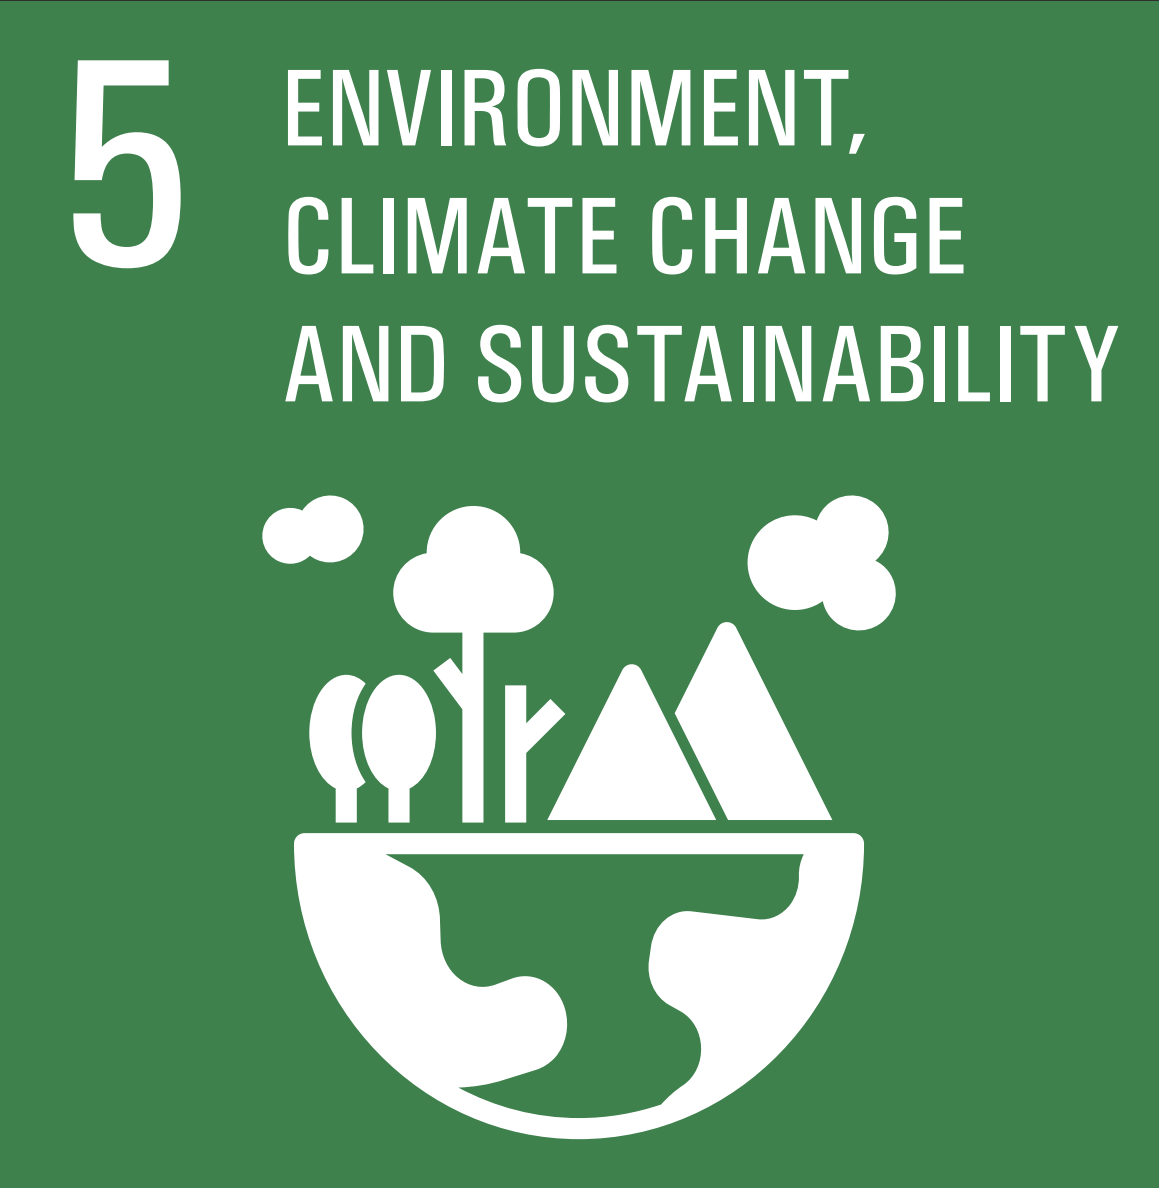 5
ENVIRONMENT,
CLIMATE CHANGE
AND SUSTAINABILITY